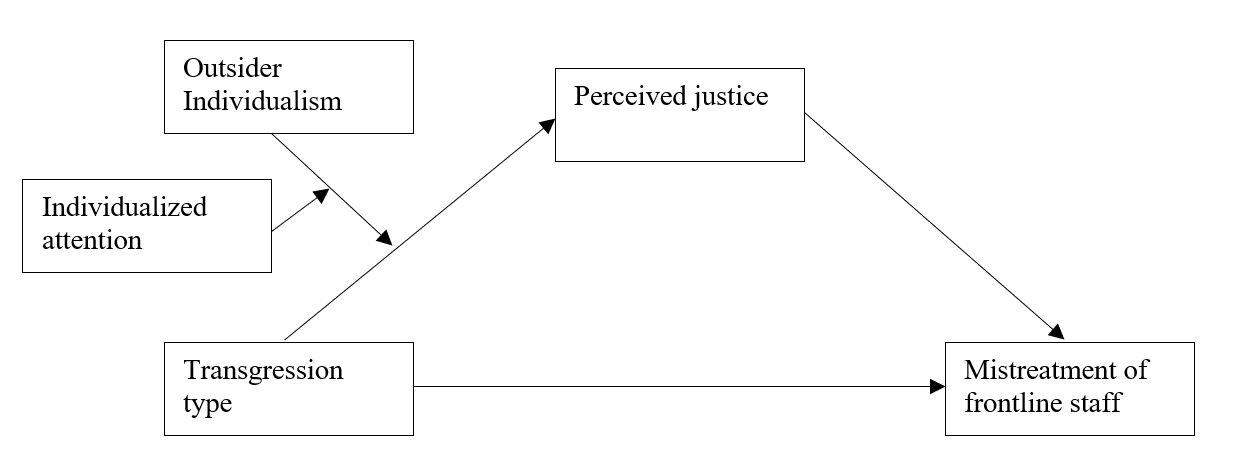 Outsider
Individualism
Perceived justice
Individualized
attention
Transgression
type
Mistreatment of
frontline staff